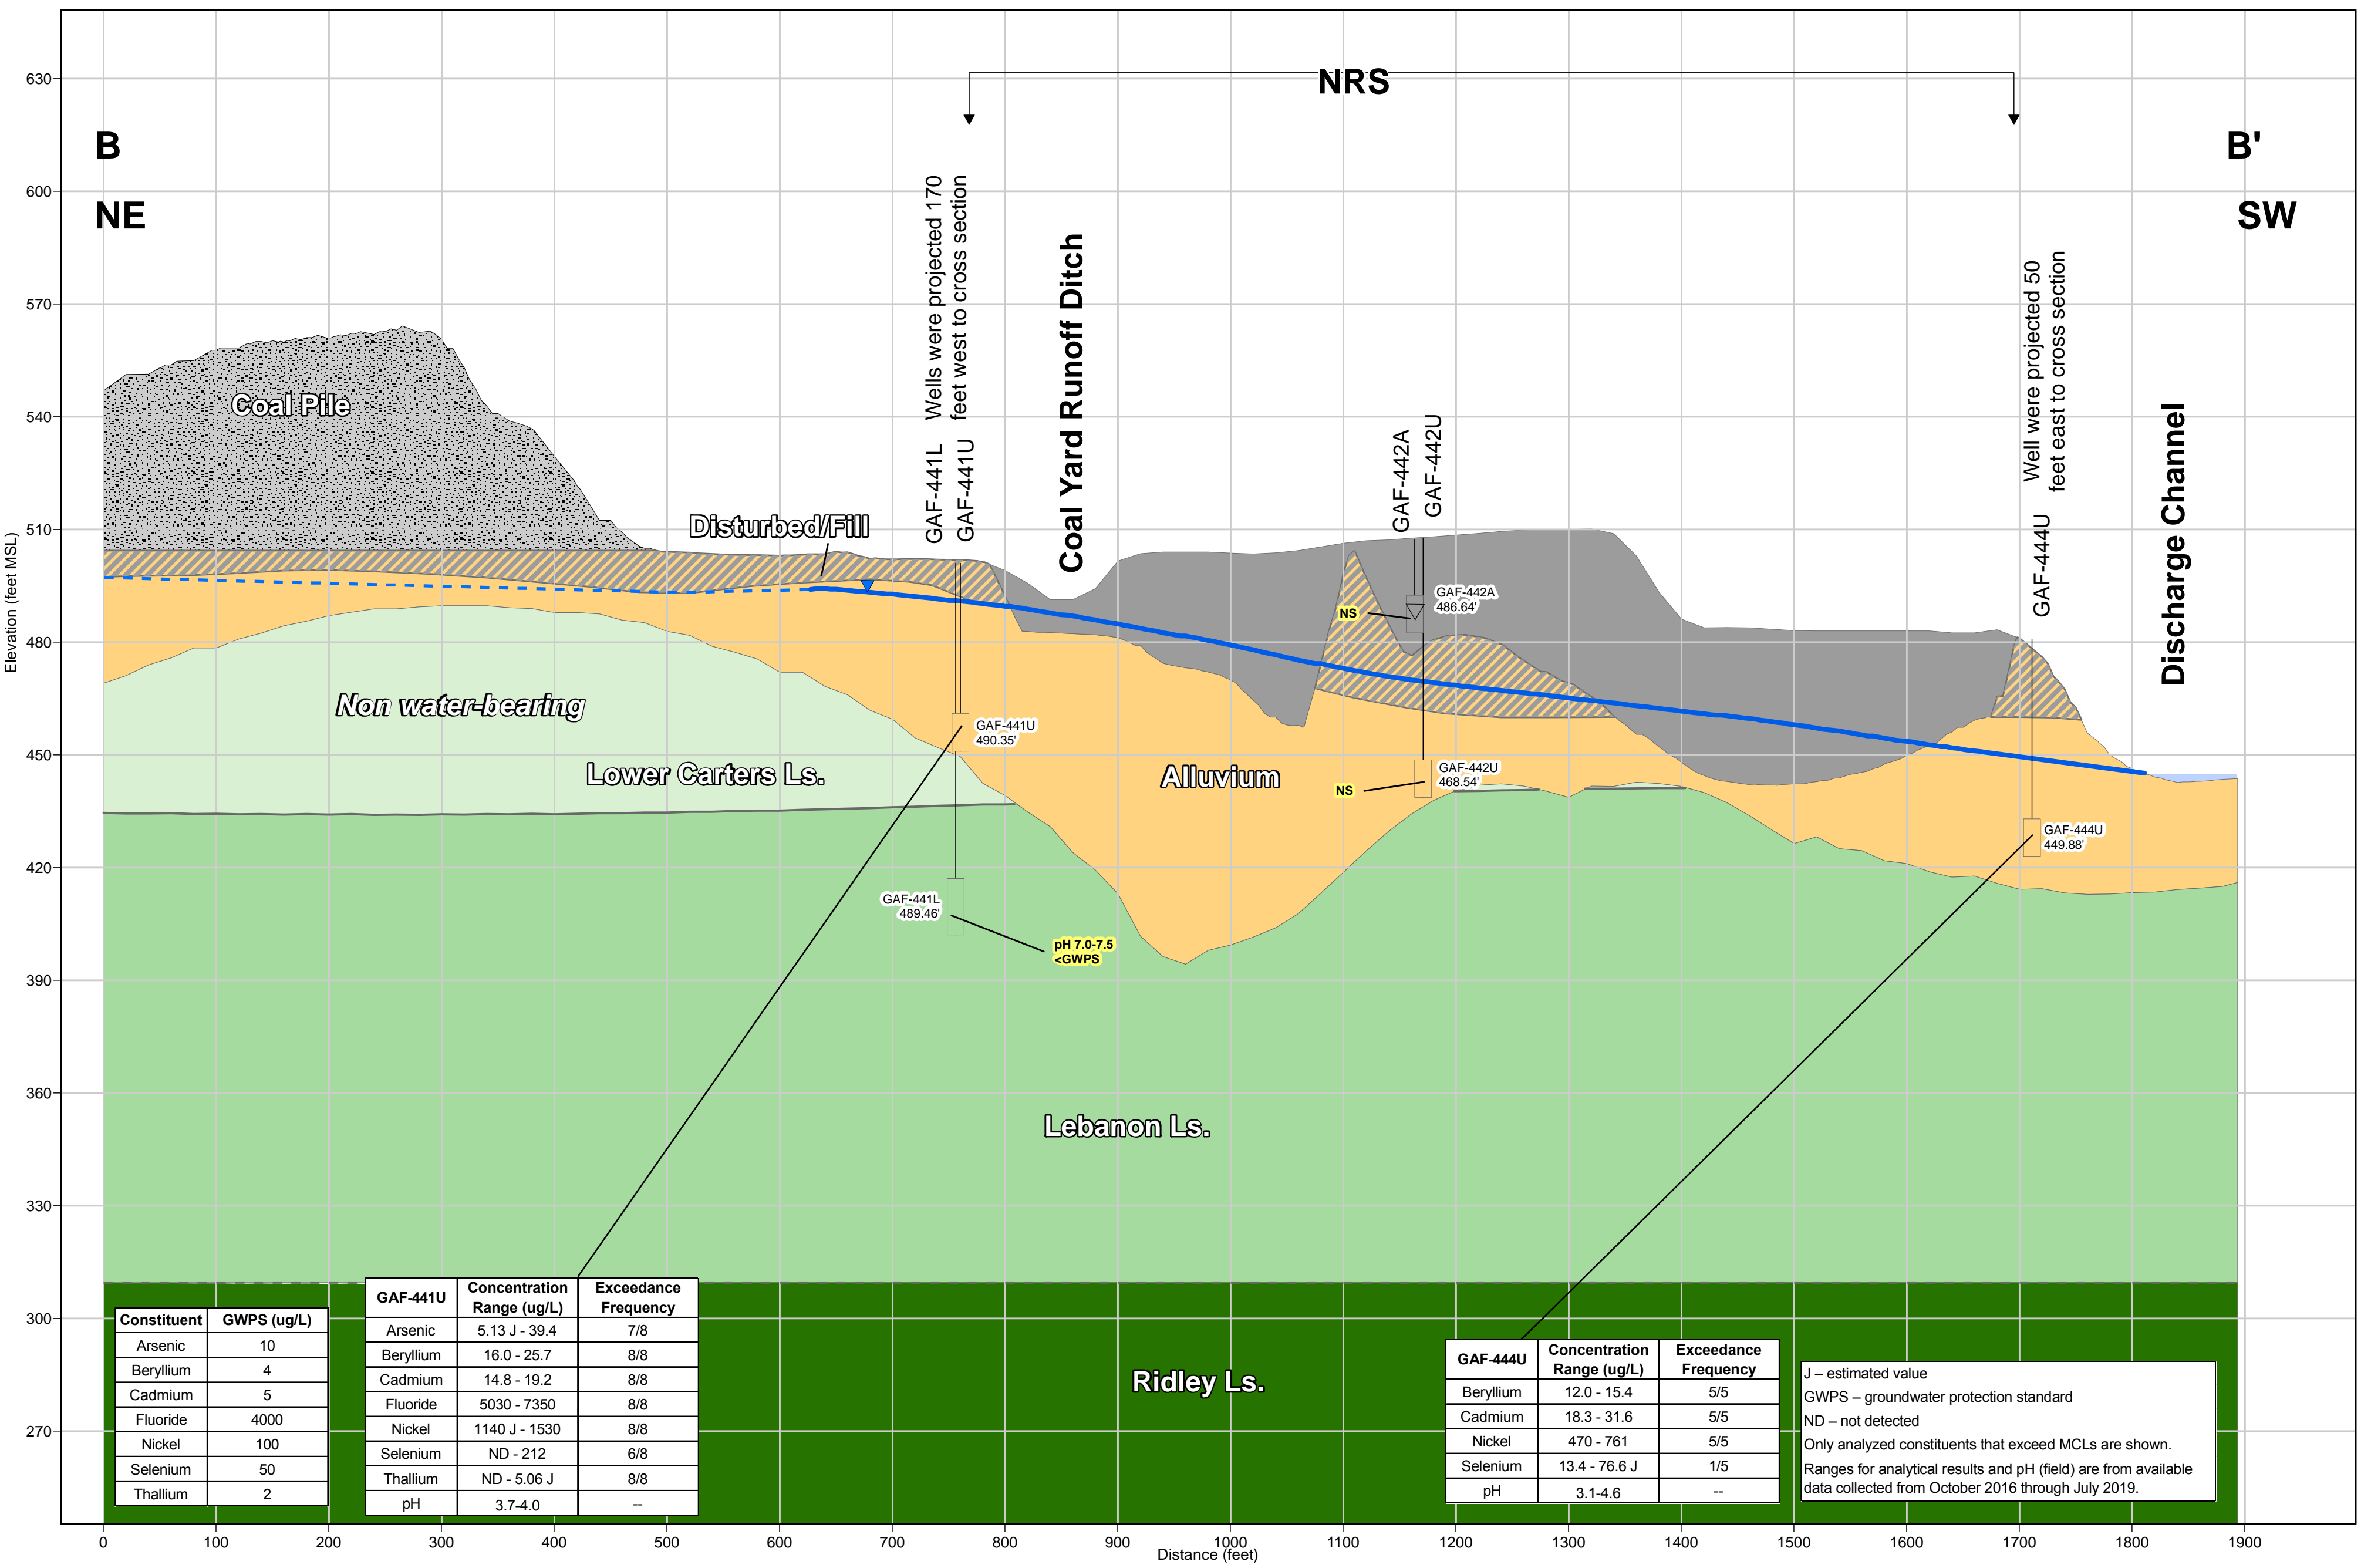 NRS
B
B'
NE
SW
Wells were projected 170
feet west to cross section
GAF-441L
GAF-441U
Coal Yard Runoff Ditch
GAF-442A
GAF-442U
Well were projected 50
feet east to cross section
GAF-444U
Discharge Channel
Coal Pile
Disturbed/Fill
Non water-bearing
Lower Carters Ls.
Alluvium
Lebanon Ls.
Ridley Ls.
GAF-442A
486.64'
NS
GAF-441U
490.35'
GAF-442U
468.54'
NS
GAF-444U
449.88'
GAF-441L
489.46'
pH 7.0-7.5
<GWPS
Elevation (feet MSL)
630
600
570
540
510
480
450
420
390
360
330
300
270
Constituent GWPS (ug/L)
Arsenic 10
Beryllium 4
Cadmium 5
Fluoride 4000
Nickel 100
Selenium 50
Thallium 2
GAF-441U Concentration Range (ug/L) Exceedance Frequency
Arsenic 5.13 J - 39.4 7/8
Beryllium 16.0 - 25.7 8/8
Cadmium 14.8 - 19.2 8/8
Fluoride 5030 - 7350 8/8
Nickel 1140 J - 1530 8/8
Selenium ND - 212 6/8
Thallium ND - 5.06 J 8/8
pH 3.7-4.0 --
GAF-444U Concentration Range (ug/L) Exceedance Frequency
Beryllium 12.0 - 15.4 5/5
Cadmium 18.3 - 31.6 5/5
Nickel 470 - 761 5/5
Selenium 13.4 - 76.6 J 1/5
pH 3.1-4.6 --
J – estimated value
GWPS – groundwater protection standard
ND – not detected
Only analyzed constituents that exceed MCLs are shown.
Ranges for analytical results and pH (field) are from available
data collected from October 2016 through July 2019.
0 100 200 300 400 500 600 700 800 900 1000 1100 1200 1300 1400 1500 1600 1700 1800 1900
Distance (feet)